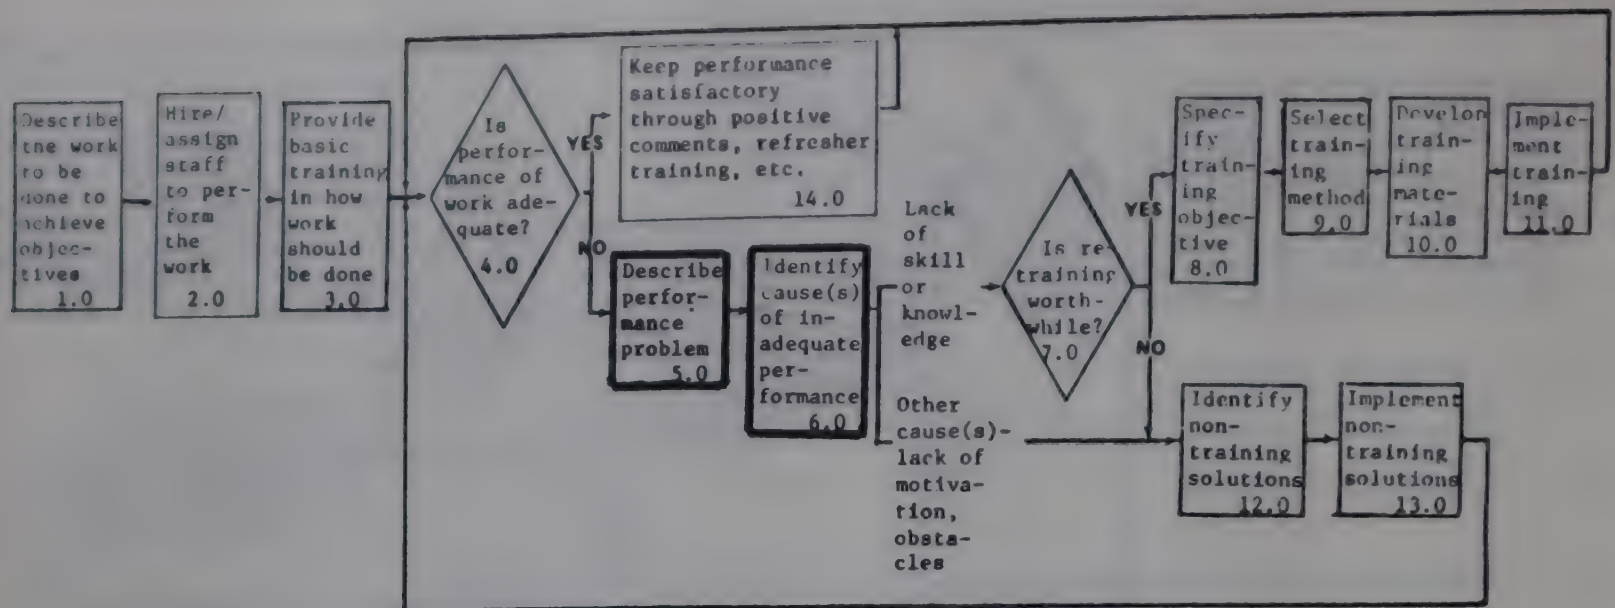 Describe
the work
to be
done to
achieve
objec-
tives
1.0
Hire/
assign
staff
to per-
form
the
work
2.0
Provide
basic
training
in how
work
should
be done
3.0
Is
perfor-
mance of
work ade-
quate?
4.0
YES
NO
Keep performance
satisfactory
through positive
comments, refresher
training, etc.
14.0
Describe
perfor-
mance
problem
5.0
Identify
cause(s)
of in-
adequate
per-
formance
6.0
Lack
of
skill
or
knowl-
edge
Other
cause(s)-
lack of
motiva-
tion,
obsta-
cles
Is re-
training
worth-
while?
7.0
YES
NO
Spec-
ify
train-
ing
objec-
tive
8.0
Select
train-
ing
method
9.0
Develop
train-
ing
mate-
rials
10.0
Imple-
ment
train-
ing
11.0
Identify
non-
training
solutions
12.0
Implement
non-
training
solutions
13.0